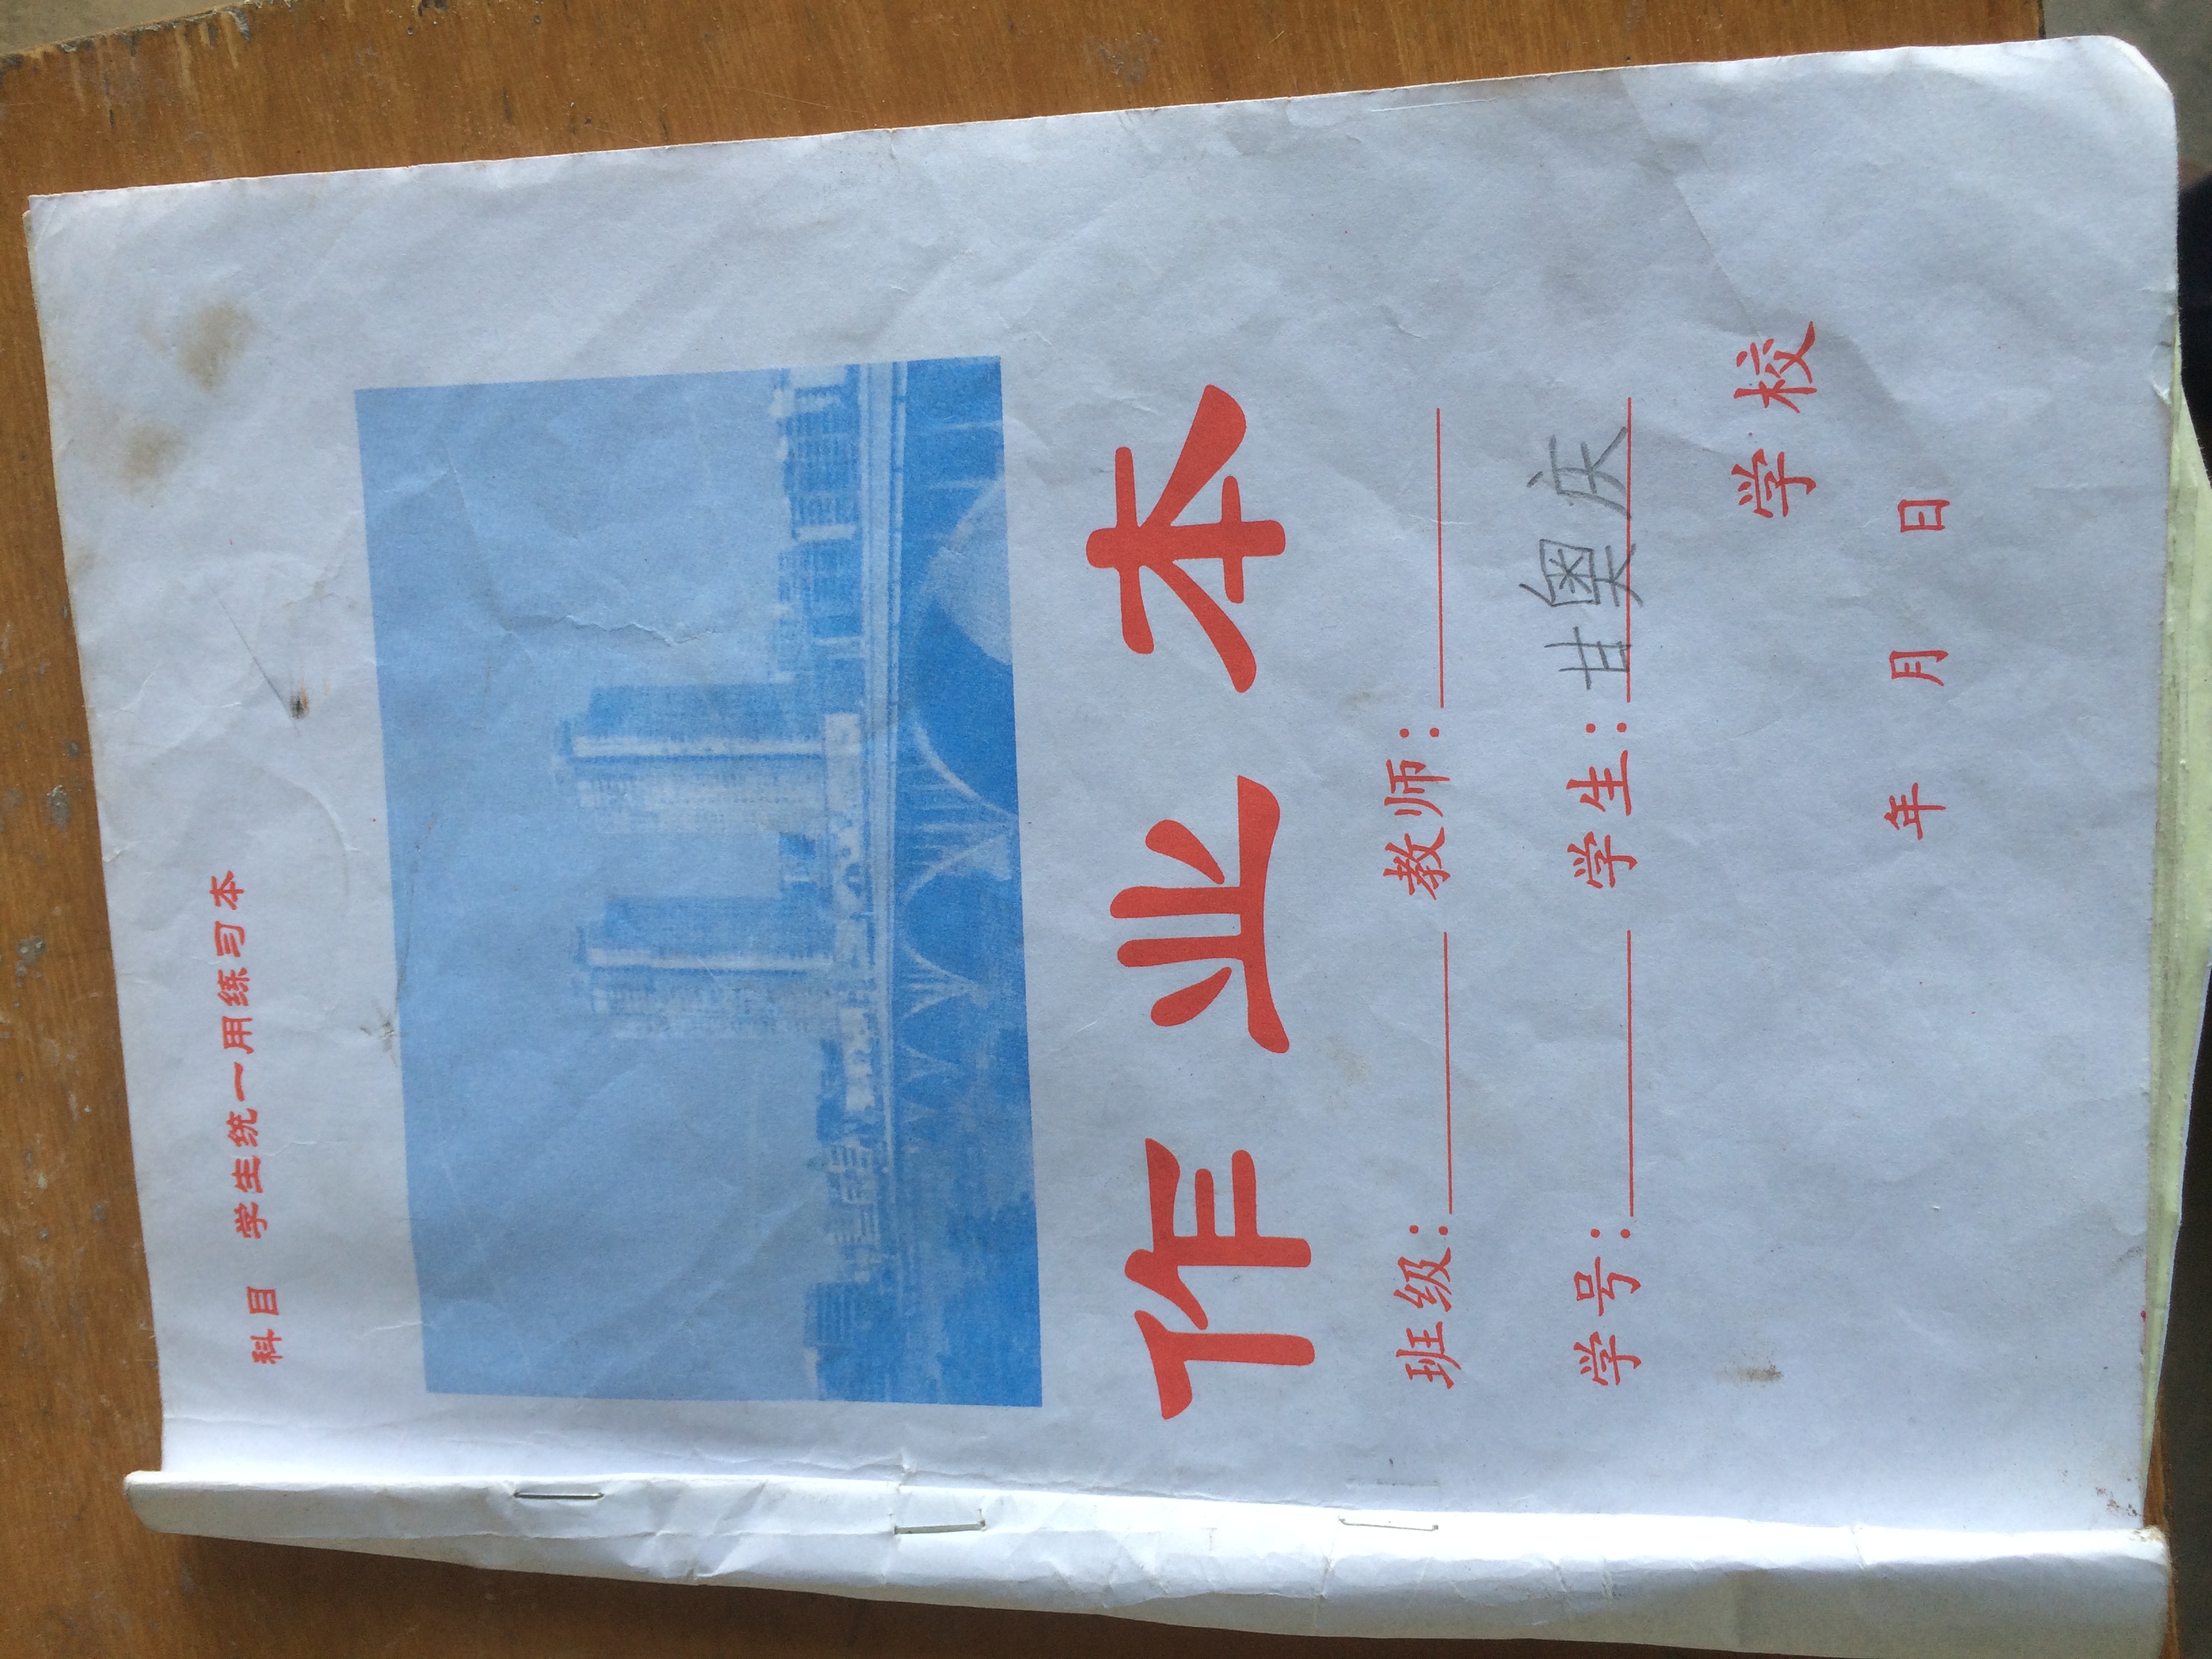 科目 学生统一用练习本
作业本
班级: 教师:
学号: 学生: 甘奥庆
学校
年 月 日